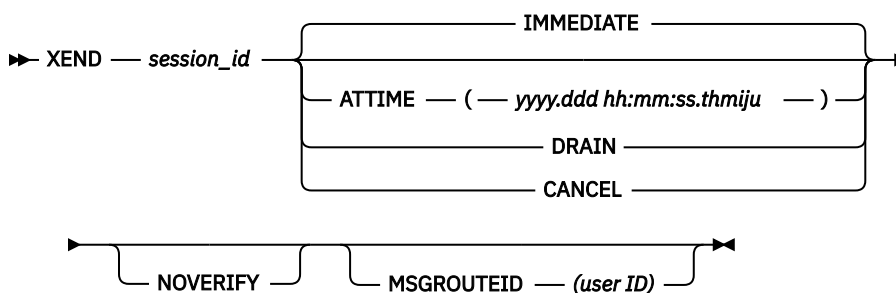 IMMEDIATE
XEND session_id
ATTIME ( yyyy.ddd hh:mm:ss.thmiju )
DRAIN
CANCEL
NOVERIFY MSGROUTEID (user ID)